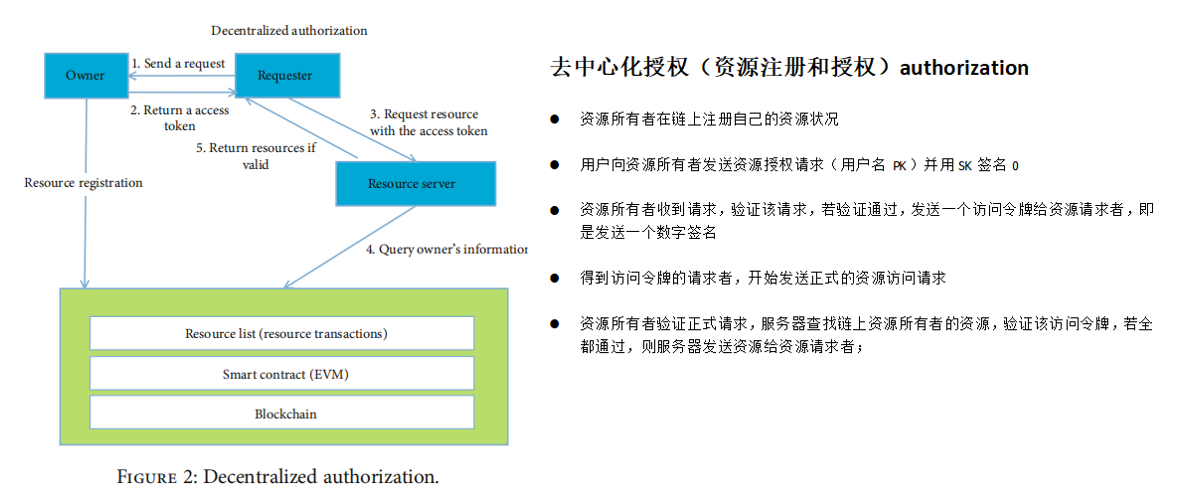 Decentralized authorization
Owner
1. Send a request
Requester
2. Return a access
token
3. Request resource
with the access token
5. Return resources if
valid
Resource registration
Resource server
4. Query owner's information
Resource list (resource transactions)
Smart contract (EVM)
Blockchain
FIGURE 2: Decentralized authorization.
去中心化授权（资源注册和授权）authorization
● 资源所有者在链上注册自己的资源状况
● 用户向资源所有者发送资源授权请求（用户名 PK）并用 SK 签名 0
● 资源所有者收到请求，验证该请求，若验证通过，发送一个访问令牌给资源请求者，即
是发送一个数字签名
● 得到访问令牌的请求者，开始发送正式的资源访问请求
● 资源所有者验证正式请求，服务器查找链上资源所有者的资源，验证该访问令牌，若全
都通过，则服务器发送资源给资源请求者；